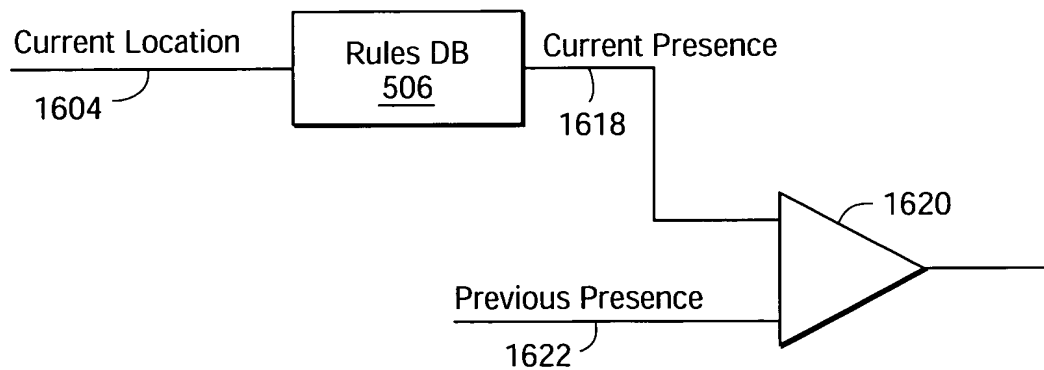 Current Location
1604
Rules DB
506
Current Presence
1618
1620
Previous Presence
1622